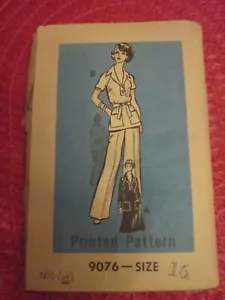 B
A
Printed Pattern
9076-SIZE 16